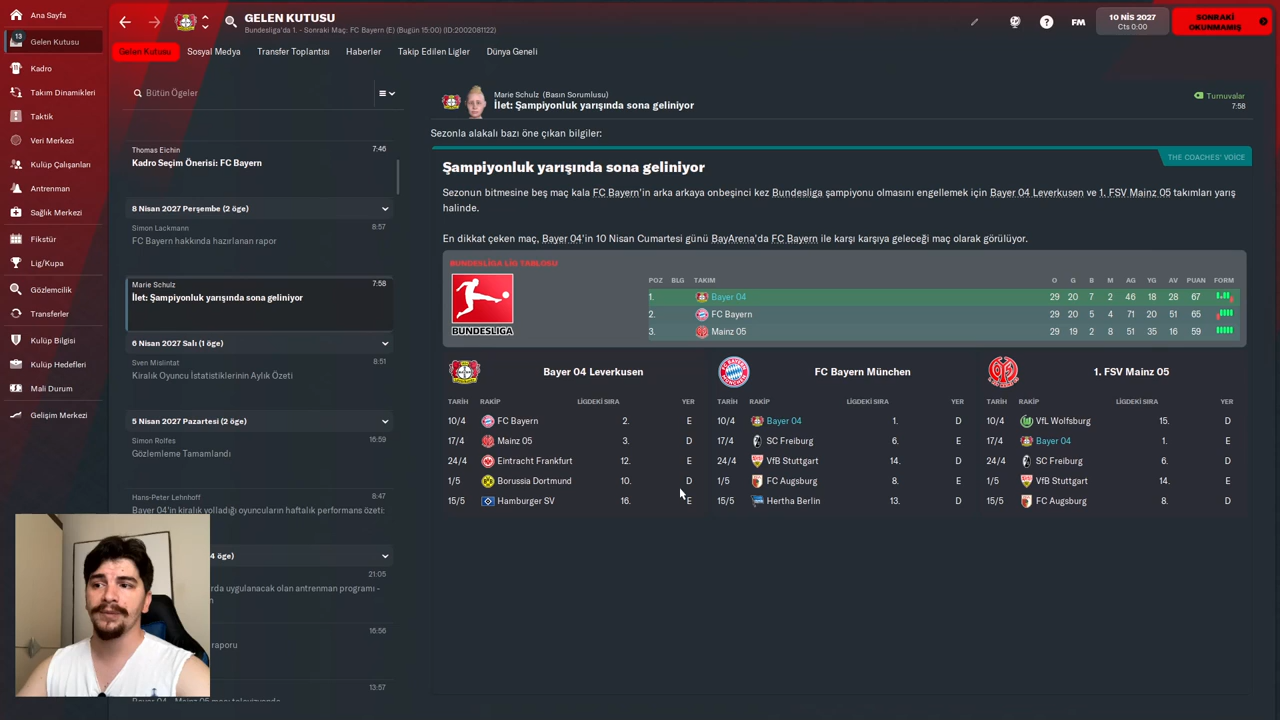 Ana Sayfa
13
Gelen Kutusu
Kadro
Takım Dinamikleri
Taktik
Veri Merkezi
Kulüp Çalışanları
Antrenman
Sağlık Merkezi
Fikstür
Lig/Kupa
Gözlemcilik
Transferler
Kulüp Bilgisi
Kulüp Hedefleri
Mali Durum
Gelişim Merkezi
GELEN KUTUSU
Bundesliga'da 1. - Sonraki Maç: FC Bayern (E) (Bugün 15:00) (ID:2002081122)
FM
10 NİS 2027
Cts 0:00
SONRAKİ OKUNMAMIŞ
Gelen Kutusu Sosyal Medya Transfer Toplantısı Haberler Takip Edilen Ligler Dünya Geneli
Bütün Ögeler
Thomas Eichin 7:46
Kadro Seçim Önerisi: FC Bayern
8 Nisan 2027 Perşembe (2 öge)
Simon Lackmann 8:57
FC Bayern hakkında hazırlanan rapor
Marie Schulz 7:58
İlet: Şampiyonluk yarışında sona geliniyor
6 Nisan 2027 Salı (1 öge)
Sven Mislintat 8:51
Kiralık Oyuncu İstatistiklerinin Aylık Özeti
5 Nisan 2027 Pazartesi (2 öge)
Simon Rolfes 16:59
Gözlemleme Tamamlandı
Hans-Peter Lehnhoff 8:47
Bayer 04'in kiralık yolladığı oyuncuların haftalık performans özeti:
4 öge)
21:05
uygulanacak olan antrenman programı -
16:56
raporu
13:57
Marie Schulz (Basın Sorumlusu)
İlet: Şampiyonluk yarışında sona geliniyor
Turnuvalar
7:58
Sezonla alakalı bazı öne çıkan bilgiler:
THE COACHES' VOICE
Şampiyonluk yarışında sona geliniyor
Sezonun bitmesine beş maç kala FC Bayern'in arka arkaya onbeşinci kez Bundesliga şampiyonu olmasını engellemek için Bayer 04 Leverkusen ve 1. FSV Mainz 05 takımları yarış
halinde.
En dikkat çeken maç, Bayer 04'in 10 Nisan Cumartesi günü BayArena'da FC Bayern ile karşı karşıya geleceği maç olarak görülüyor.
BUNDESLİGA LİG TABLOSU
BUNDESLIGA
POZ BLG TAKIM O G B M AG YG AV PUAN FORM
1. Bayer 04 29 20 7 2 46 18 28 67
2. FC Bayern 29 20 5 4 71 20 51 65
3. Mainz 05 29 19 2 8 51 35 16 59
Bayer 04 Leverkusen
TARİH RAKİP LİGDEKİ SIRA YER
10/4 FC Bayern 2. E
17/4 Mainz 05 3. D
24/4 Eintracht Frankfurt 12. E
1/5 Borussia Dortmund 10. D
15/5 Hamburger SV 16. E
FC Bayern München
TARİH RAKİP LİGDEKİ SIRA YER
10/4 Bayer 04 1. D
17/4 SC Freiburg 6. E
24/4 VfB Stuttgart 14. D
1/5 FC Augsburg 8. E
15/5 Hertha Berlin 13. D
1. FSV Mainz 05
TARİH RAKİP LİGDEKİ SIRA YER
10/4 VfL Wolfsburg 15. D
17/4 Bayer 04 1. E
24/4 SC Freiburg 6. D
1/5 VfB Stuttgart 14. E
15/5 FC Augsburg 8. D